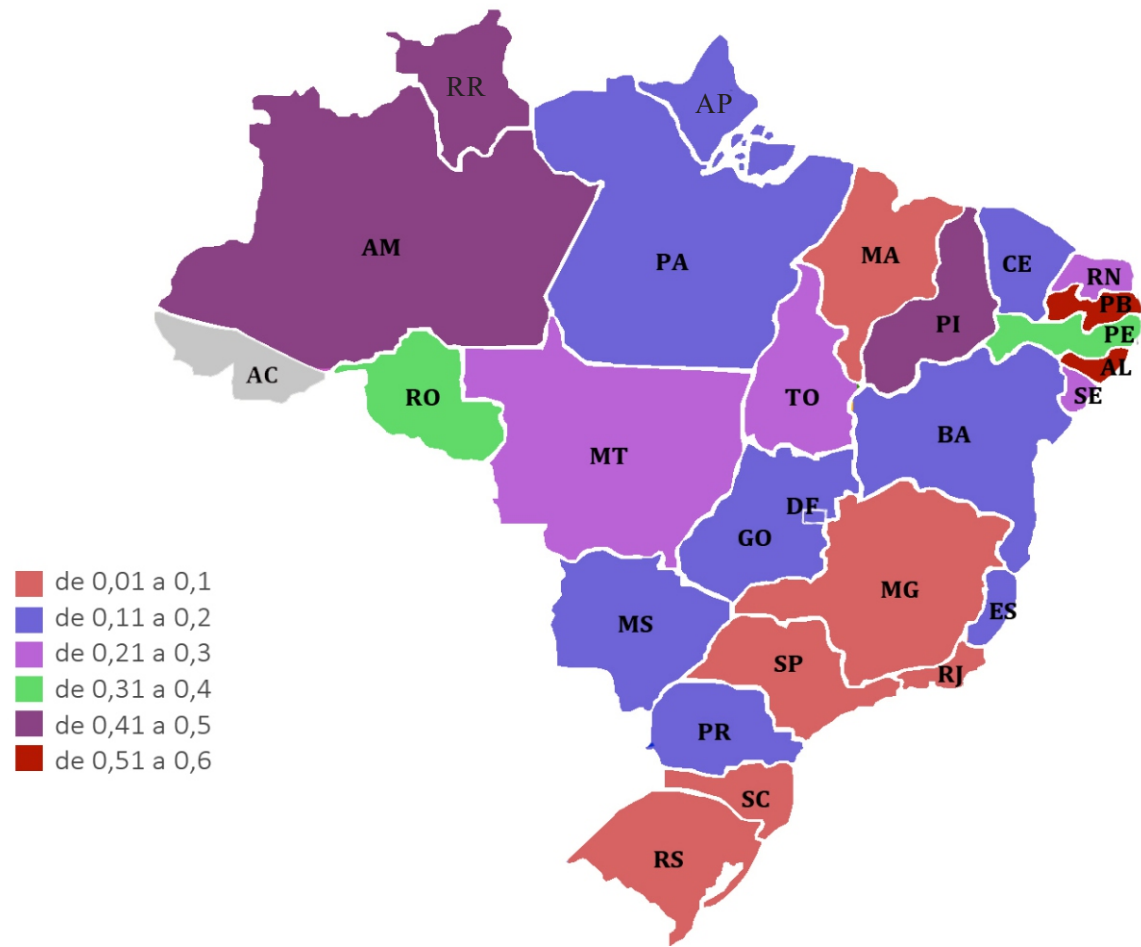 RR
AP
AM
PA
MA
CE
RN
PB
PI
PE
AL
AC
RO
TO
SE
MT
BA
DF
GO
MG
ES
MS
SP
RJ
PR
SC
RS
de 0,01 a 0,1
de 0,11 a 0,2
de 0,21 a 0,3
de 0,31 a 0,4
de 0,41 a 0,5
de 0,51 a 0,6